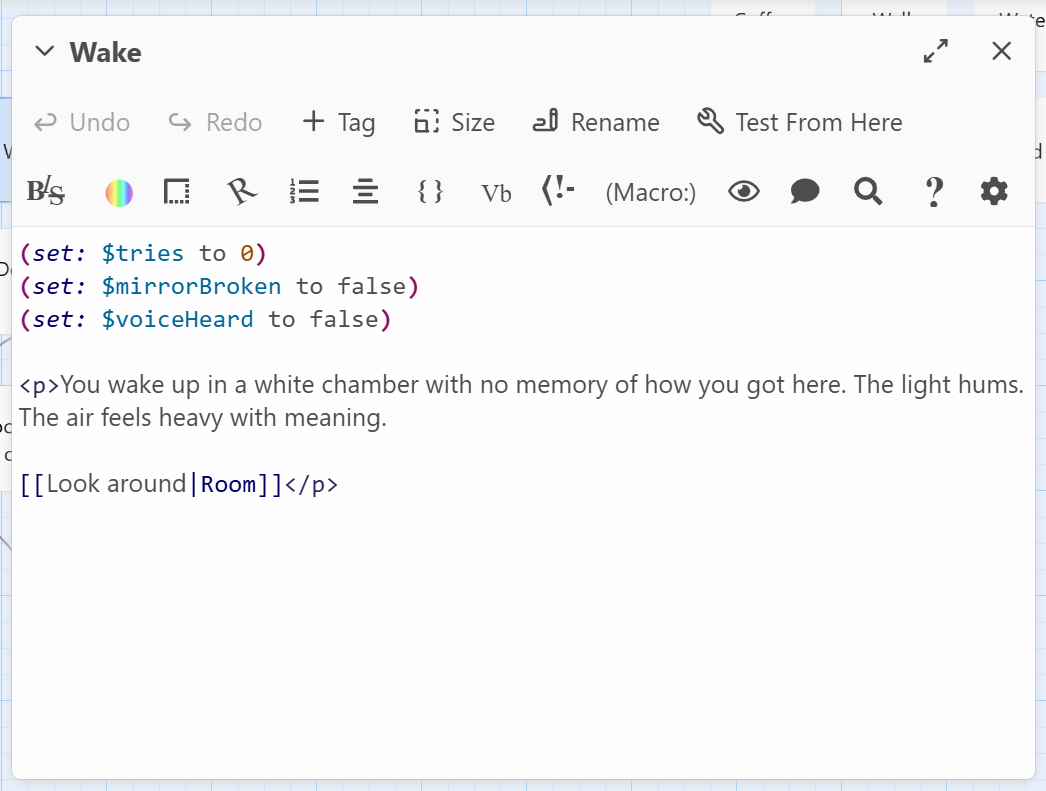 Wake
Undo Redo + Tag Size Rename Test From Here
{ } Vb (Macro:) ?
(set: $tries to 0)
(set: $mirrorBroken to false)
(set: $voiceHeard to false)
<p>You wake up in a white chamber with no memory of how you got here. The light hums.
The air feels heavy with meaning.
[[Look around|Room]]</p>